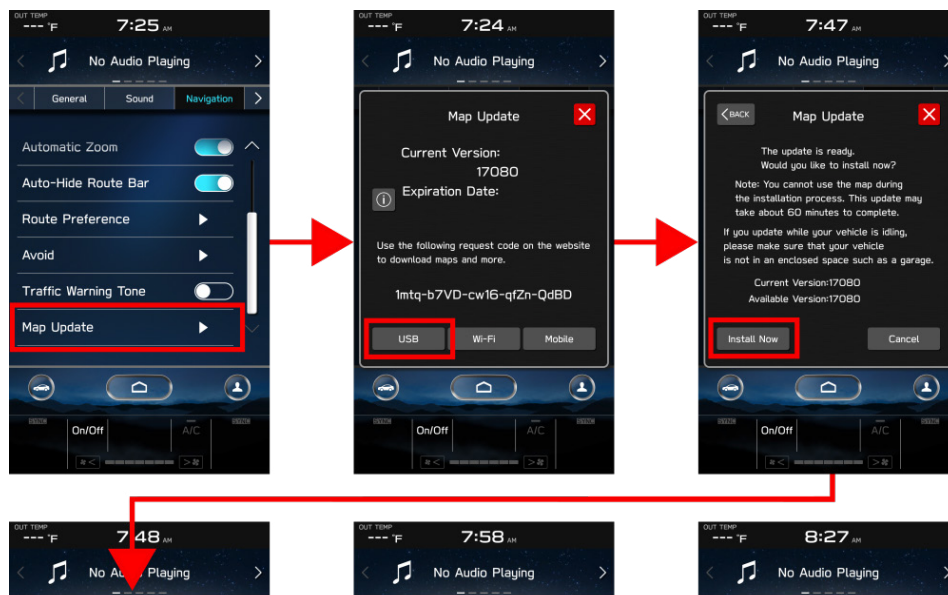 OUT TEMP
--- °F
7:25 AM
No Audio Playing
General
Sound
Navigation
Automatic Zoom
Auto-Hide Route Bar
Route Preference
Avoid
Traffic Warning Tone
Map Update
On/Off
A/C
OUT TEMP
--- °F
7:24 AM
No Audio Playing
Map Update
Current Version:
17080
Expiration Date:
Use the following request code on the website
to download maps and more.
1mtq-b7VD-cw16-qfZn-QdBD
USB
Wi-Fi
Mobile
On/Off
A/C
OUT TEMP
--- °F
7:47 AM
No Audio Playing
BACK
Map Update
The update is ready.
Would you like to install now?
Note: You cannot use the map during
the installation process. This update may
take about 60 minutes to complete.
If you update while your vehicle is idling,
please make sure that your vehicle
is not in an enclosed space such as a garage.
Current Version:17080
Available Version:17080
Install Now
Cancel
On/Off
A/C
OUT TEMP
--- °F
7:48 AM
No Audio Playing
OUT TEMP
--- °F
7:58 AM
No Audio Playing
OUT TEMP
--- °F
8:27 AM
No Audio Playing